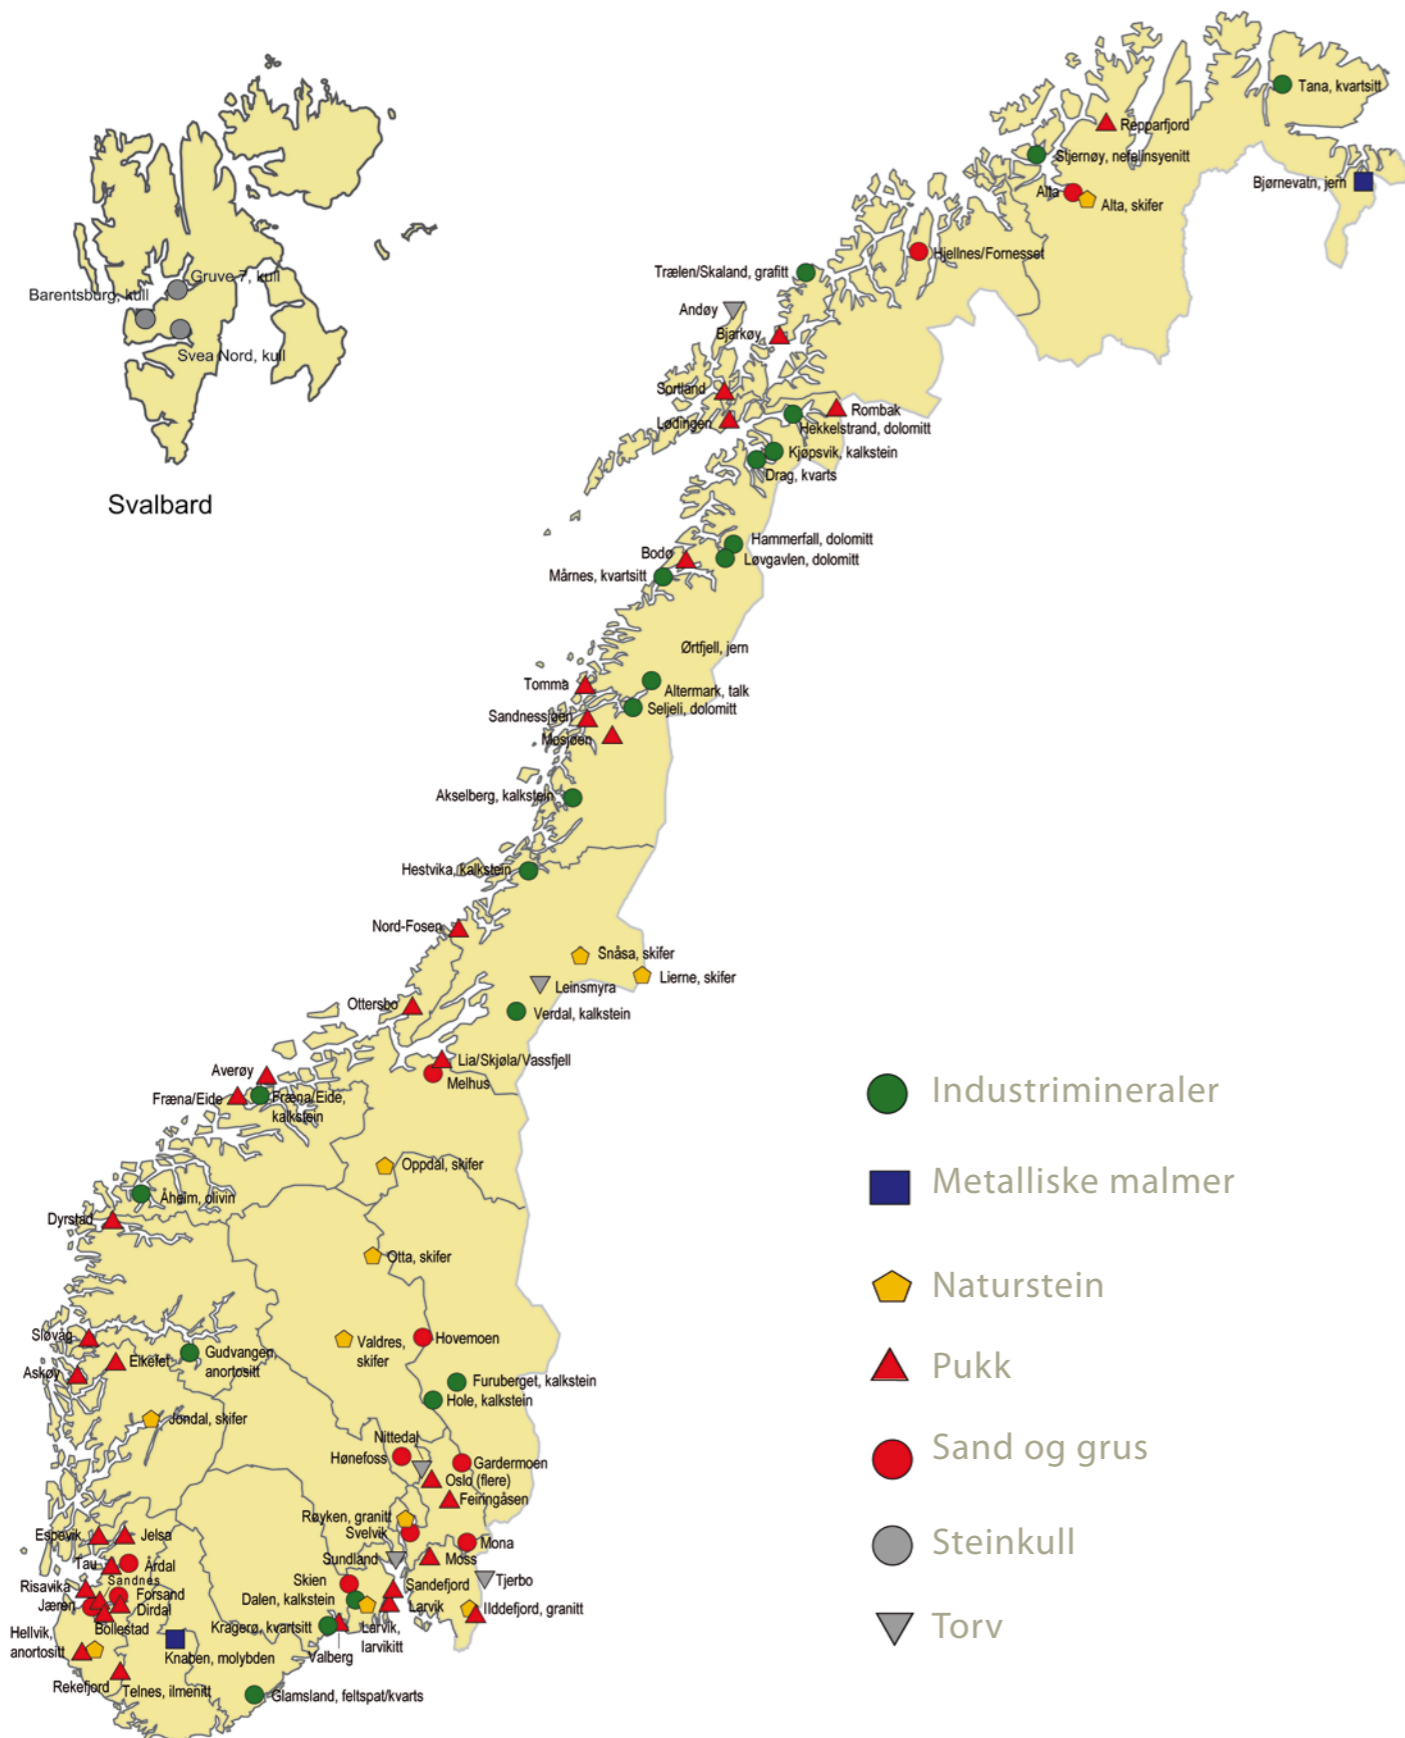 Tana, kvartsitt
Repparfjord
Stjernøy, nefelinsyenitt
Bjørnevatn, jern
Alta
Alta, skifer
Hjellnes/Fornesset
Trælen/Skaland, grafitt
Gruve 7, kull
Barentsburg, kull
Svea Nord, kull
Svalbard
Andøy
Bjarkøy
Sortland
Rombak
Lødingen
Hekkelstrand, dolomitt
Kjøpsvik, kalkstein
Drag, kvarts
Hammerfall, dolomitt
Bodø
Løvgavlen, dolomitt
Mårnes, kvartsitt
Ørtfjell, jern
Tomma
Altermark, talk
Seljeli, dolomitt
Sandnessjøen
Mosjøen
Akselberg, kalkstein
Hestvika, kalkstein
Nord-Fosen
Snåsa, skifer
Lierne, skifer
Leinsmyra
Ottersbo
Verdal, kalkstein
Lia/Skjøla/Vassfjell
Averøy
Melhus
Fræna/Eide
Fræna/Eide,
kalkstein
Oppdal, skifer
Åheim, olivin
Dyrstad
Otta, skifer
Sløvåg
Hovemoen
Valdres,
skifer
Gudvangen,
anortositt
Eikefet
Askøy
Furuberget, kalkstein
Hole, kalkstein
Jondal, skifer
Nittedal
Hønefoss
Gardermoen
Oslo (flere)
Feiringåsen
Røyken, granitt
Svelvik
Espevik
Jelsa
Mona
Sundland
Moss
Tau
Årdal
Sandnes
Skien
Sandefjord
Tjerbo
Risavika
Forsand
Dalen, kalkstein
Jæren
Dirdal
Larvik
IIddefjord, granitt
Bollestad
Kragerø, kvartsitt
Larvik,
larvikitt
Hellvik,
anortositt
Valberg
Knaben, molybden
Rekefjord
Telnes, ilmenitt
Glamsland, feltspat/kvarts
Industrimineraler
Metalliske malmer
Naturstein
Pukk
Sand og grus
Steinkull
Torv